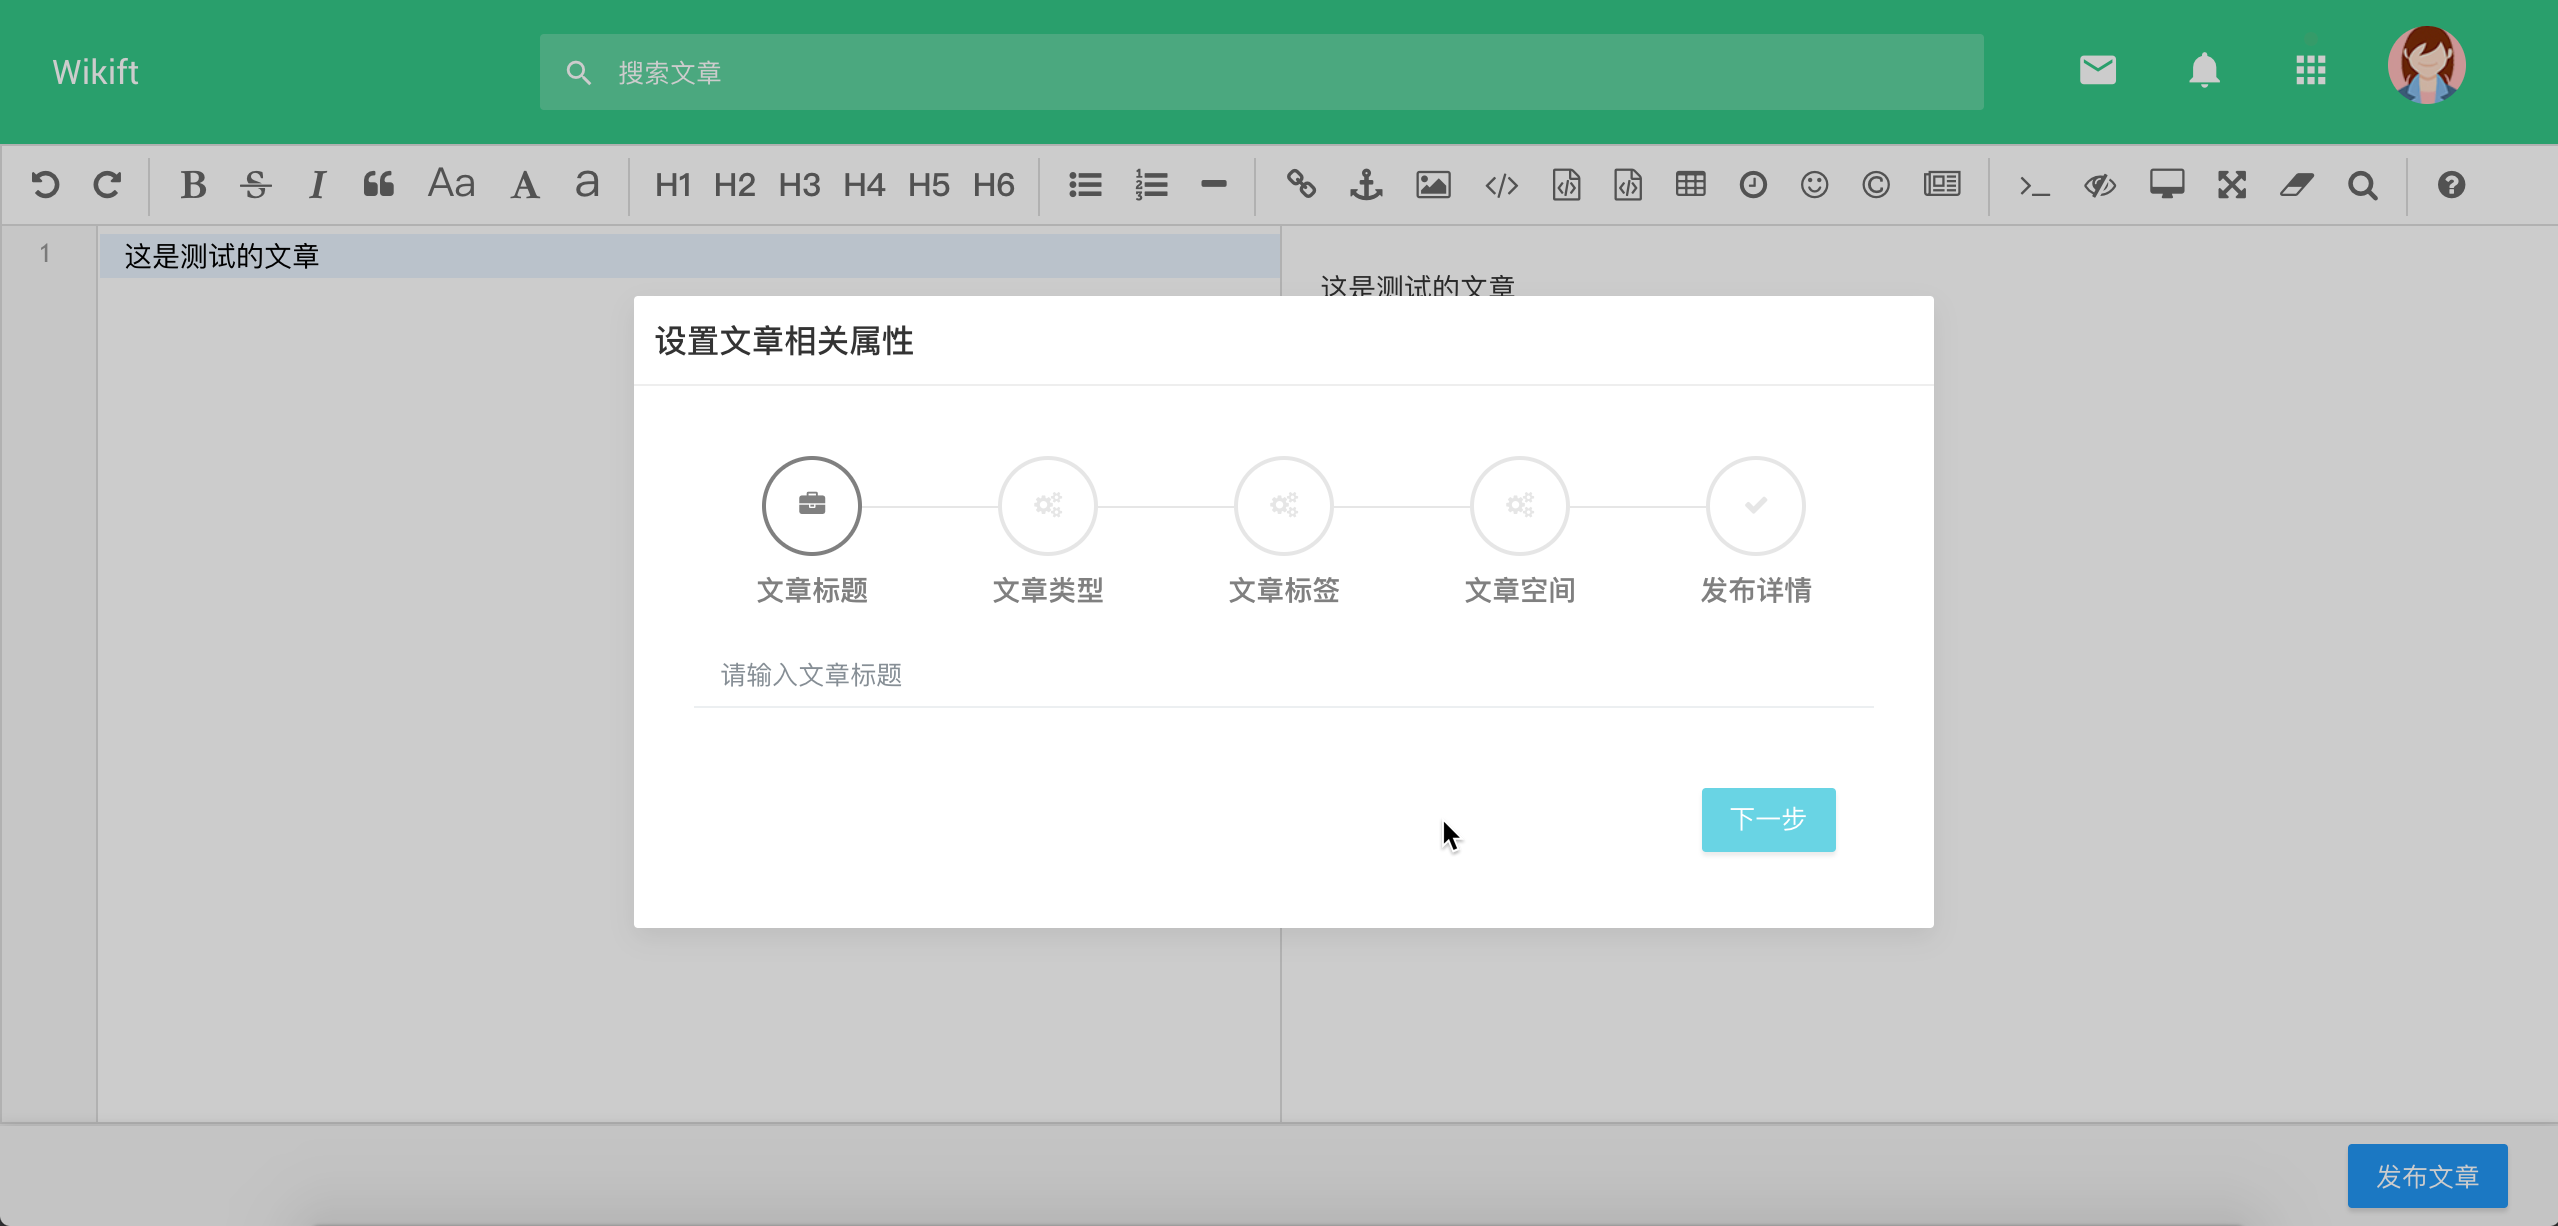 Wikift
搜索文章
B S I Aa A a H1 H2 H3 H4 H5 H6
1 这是测试的文章
这是测试的文章
设置文章相关属性
文章标题 文章类型 文章标签 文章空间 发布详情
请输入文章标题
下一步
发布文章